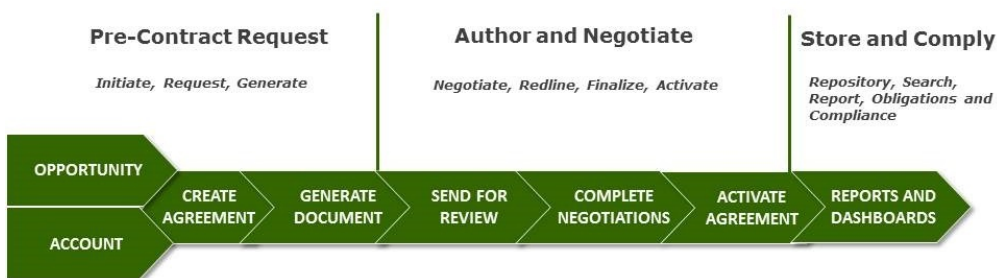 Pre-Contract Request
Initiate, Request, Generate
Author and Negotiate
Negotiate, Redline, Finalize, Activate
Store and Comply
Repository, Search,
Report, Obligations and
Compliance
OPPORTUNITY
ACCOUNT
CREATE
AGREEMENT
GENERATE
DOCUMENT
SEND FOR
REVIEW
COMPLETE
NEGOTIATIONS
ACTIVATE
AGREEMENT
REPORTS AND
DASHBOARDS